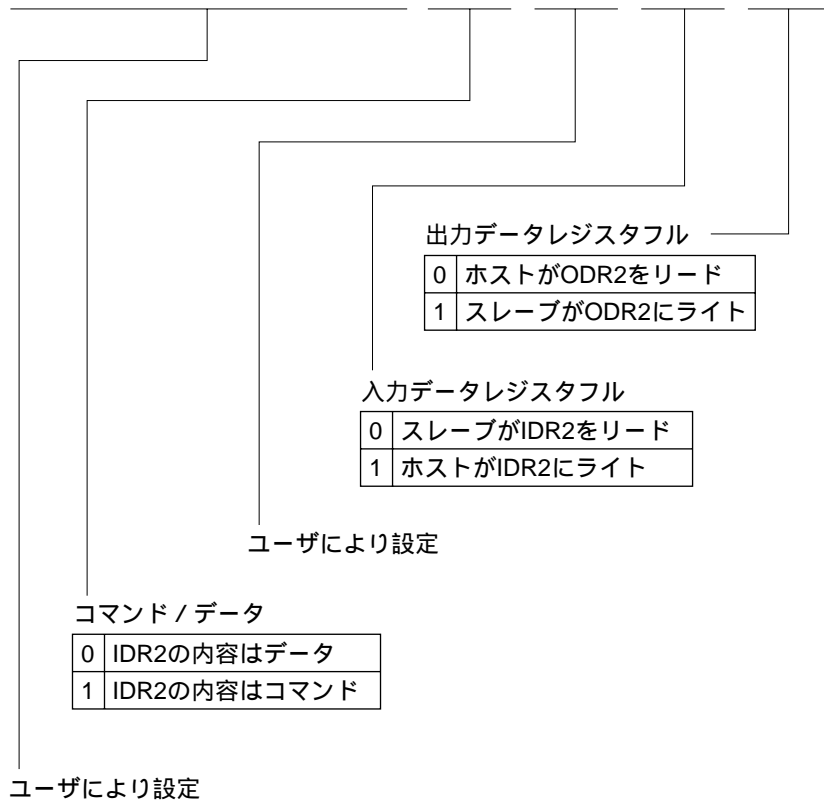 出力データレジスタフル
0 ホストがODR2をリード
1 スレーブがODR2にライト
入力データレジスタフル
0 スレーブがIDR2をリード
1 ホストがIDR2にライト
ユーザにより設定
コマンド / データ
0 IDR2の内容はデータ
1 IDR2の内容はコマンド
ユーザにより設定